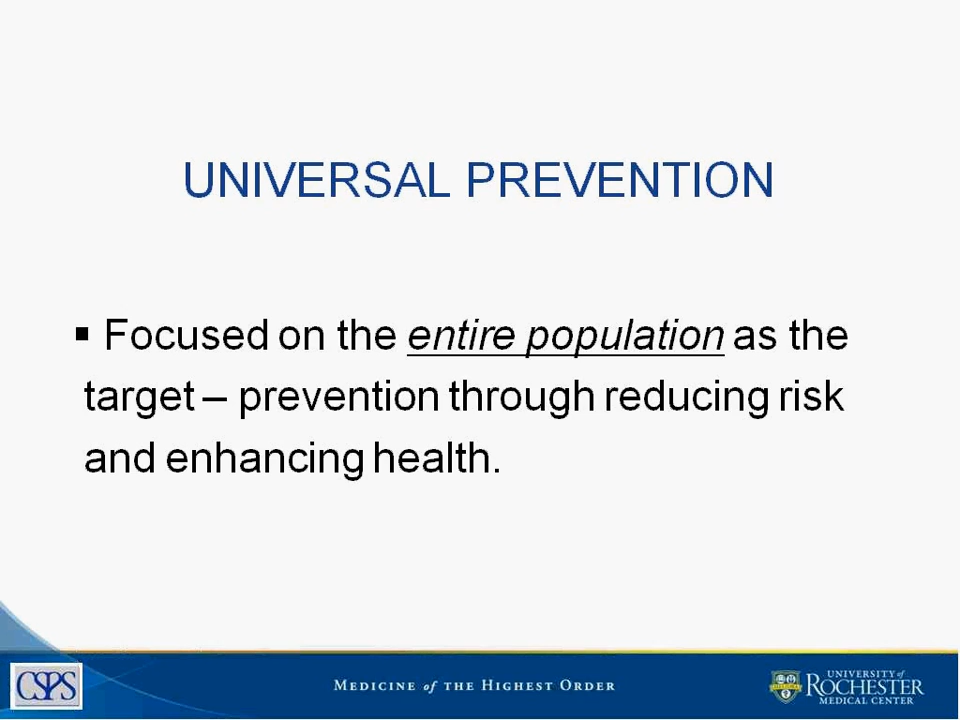 UNIVERSAL PREVENTION
▪ Focused on the entire population as the
target – prevention through reducing risk
and enhancing health.
CSPS
MEDICINE of THE HIGHEST ORDER
UNIVERSITY of
ROCHESTER
MEDICAL CENTER